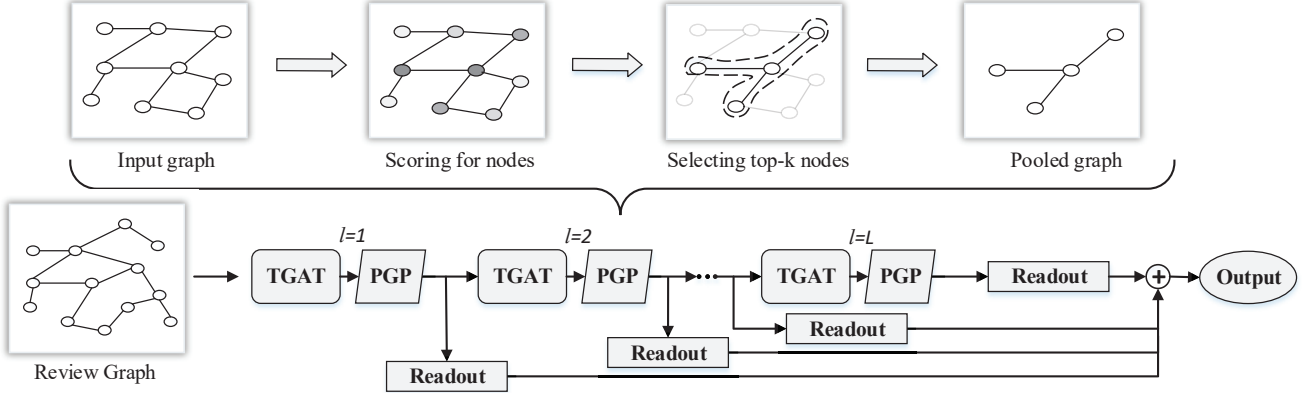 Input graph
Scoring for nodes
Selecting top-k nodes
Pooled graph
l=1
l=2
l=L
TGAT
PGP
TGAT
PGP
TGAT
PGP
Readout
+
Output
Readout
Readout
Readout
Review Graph